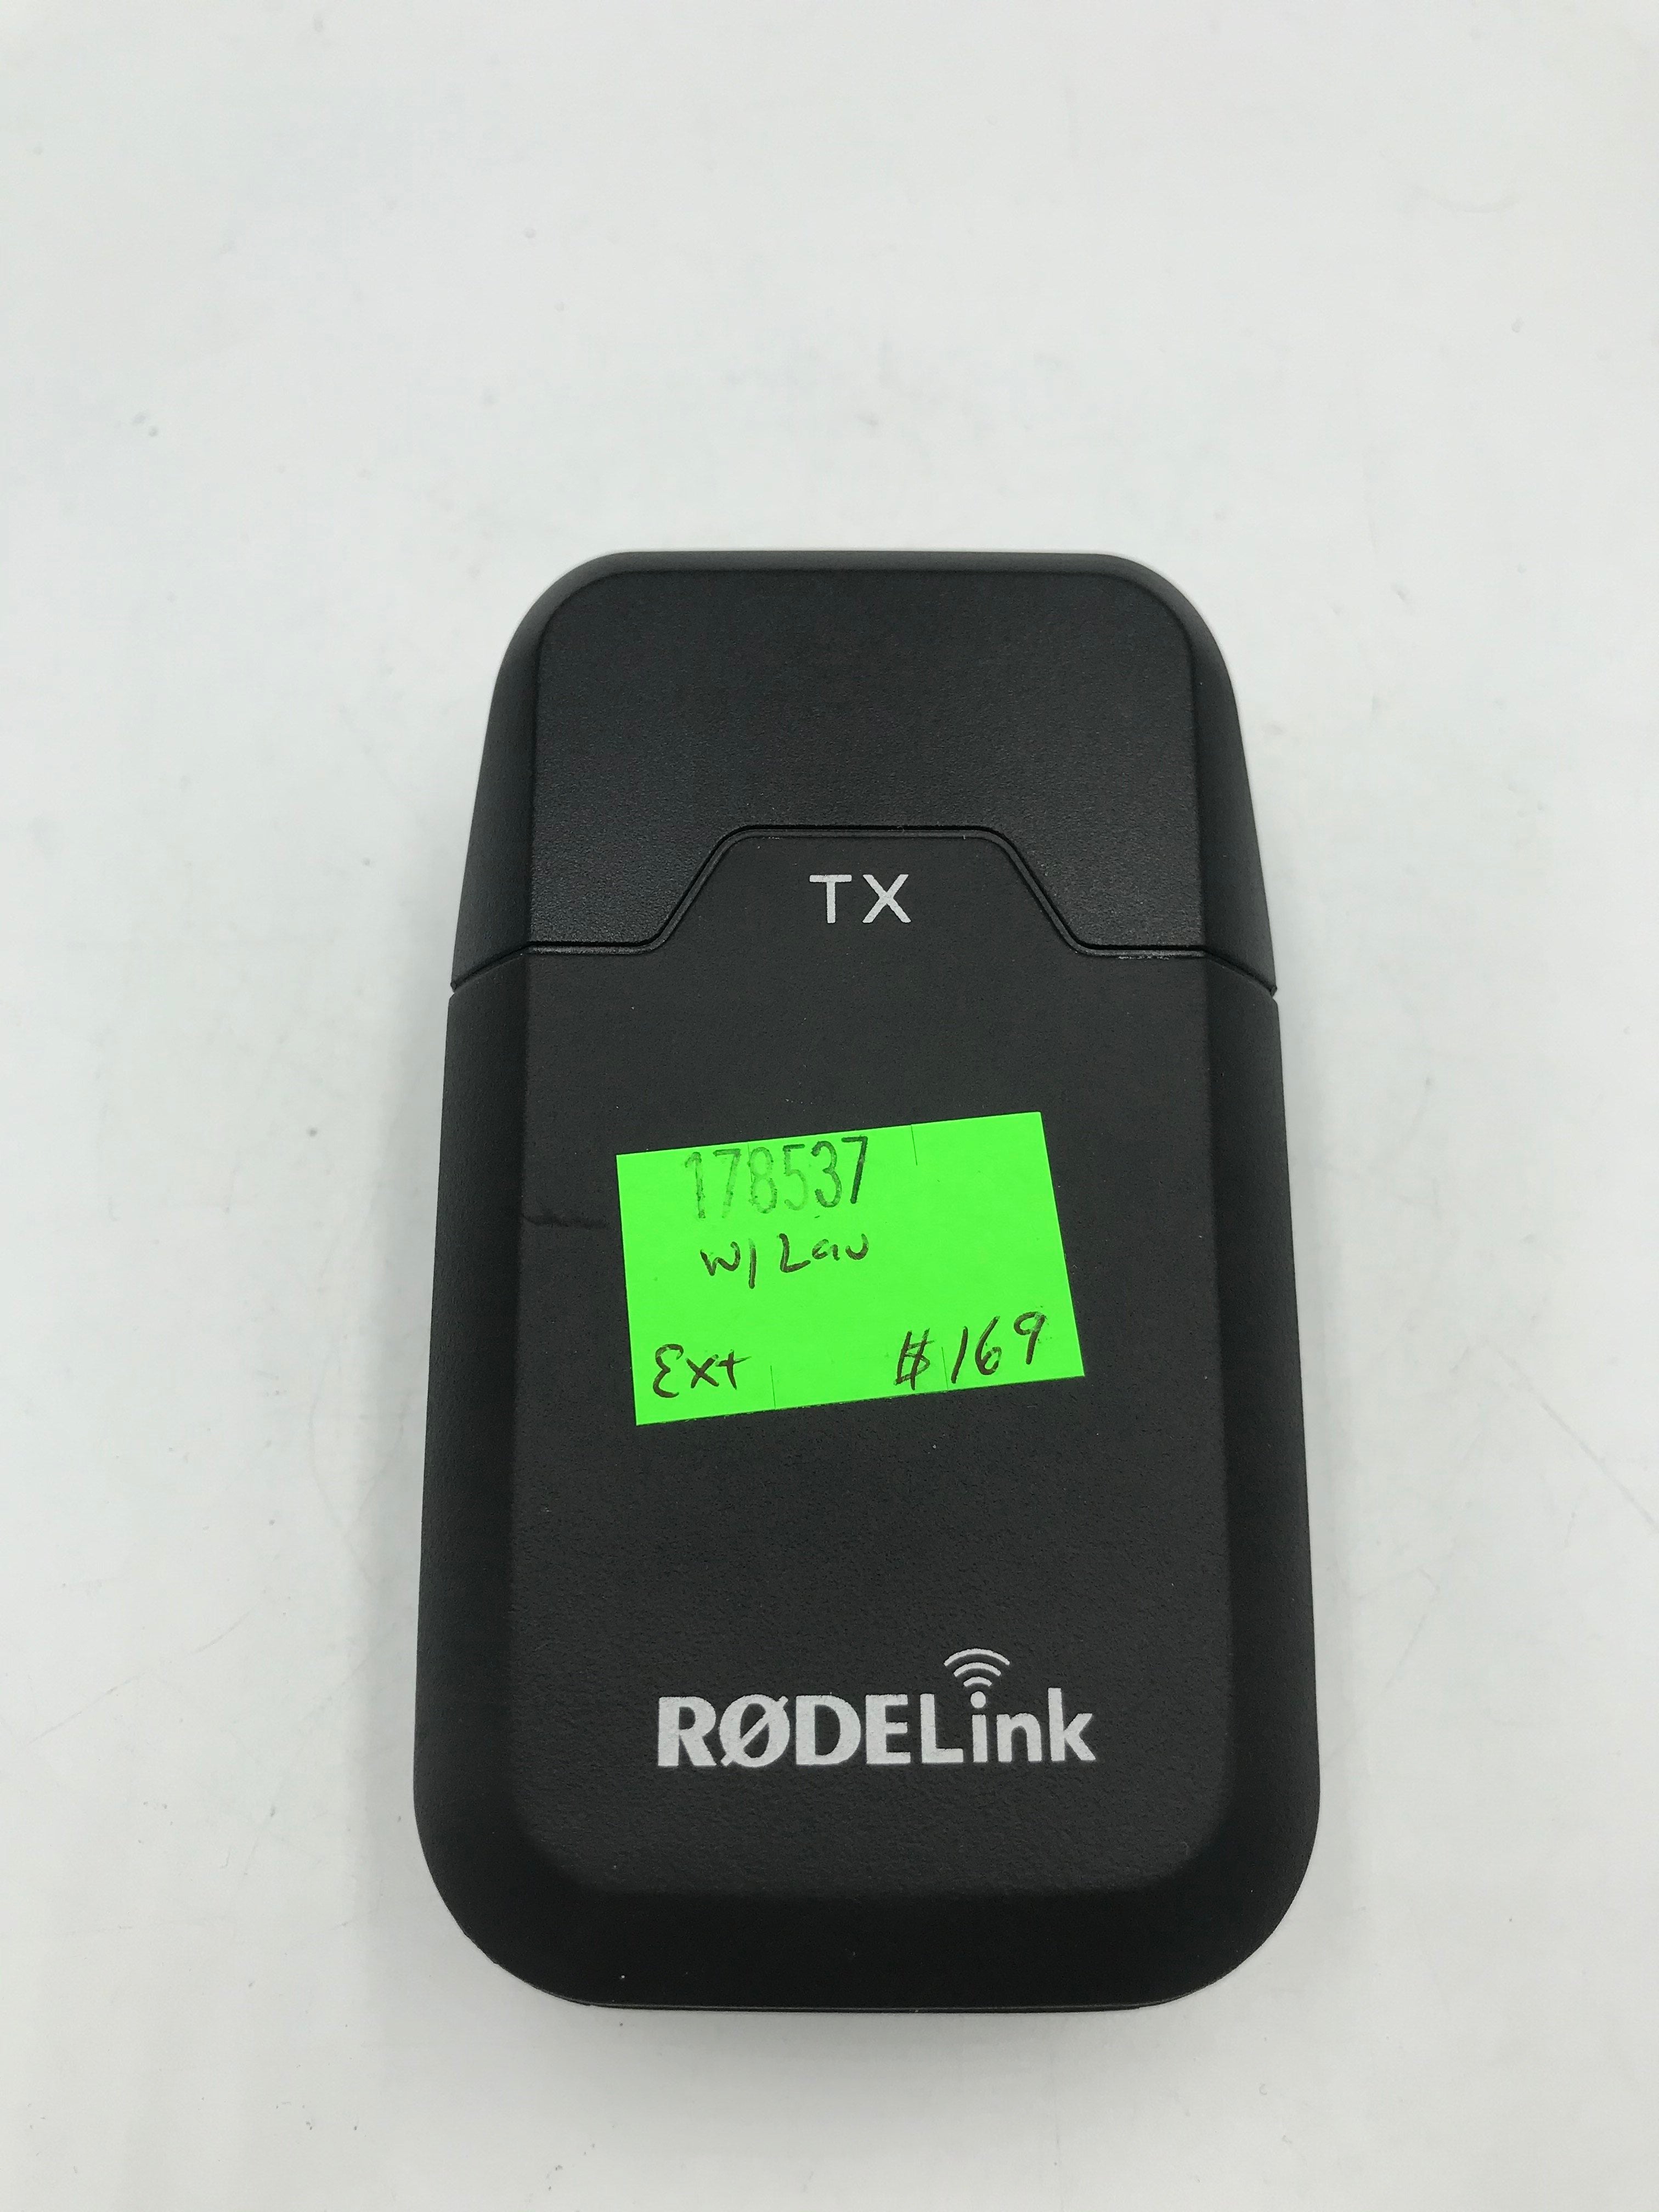 TX
178537
w/ Lav
Ext $169
RØDELink